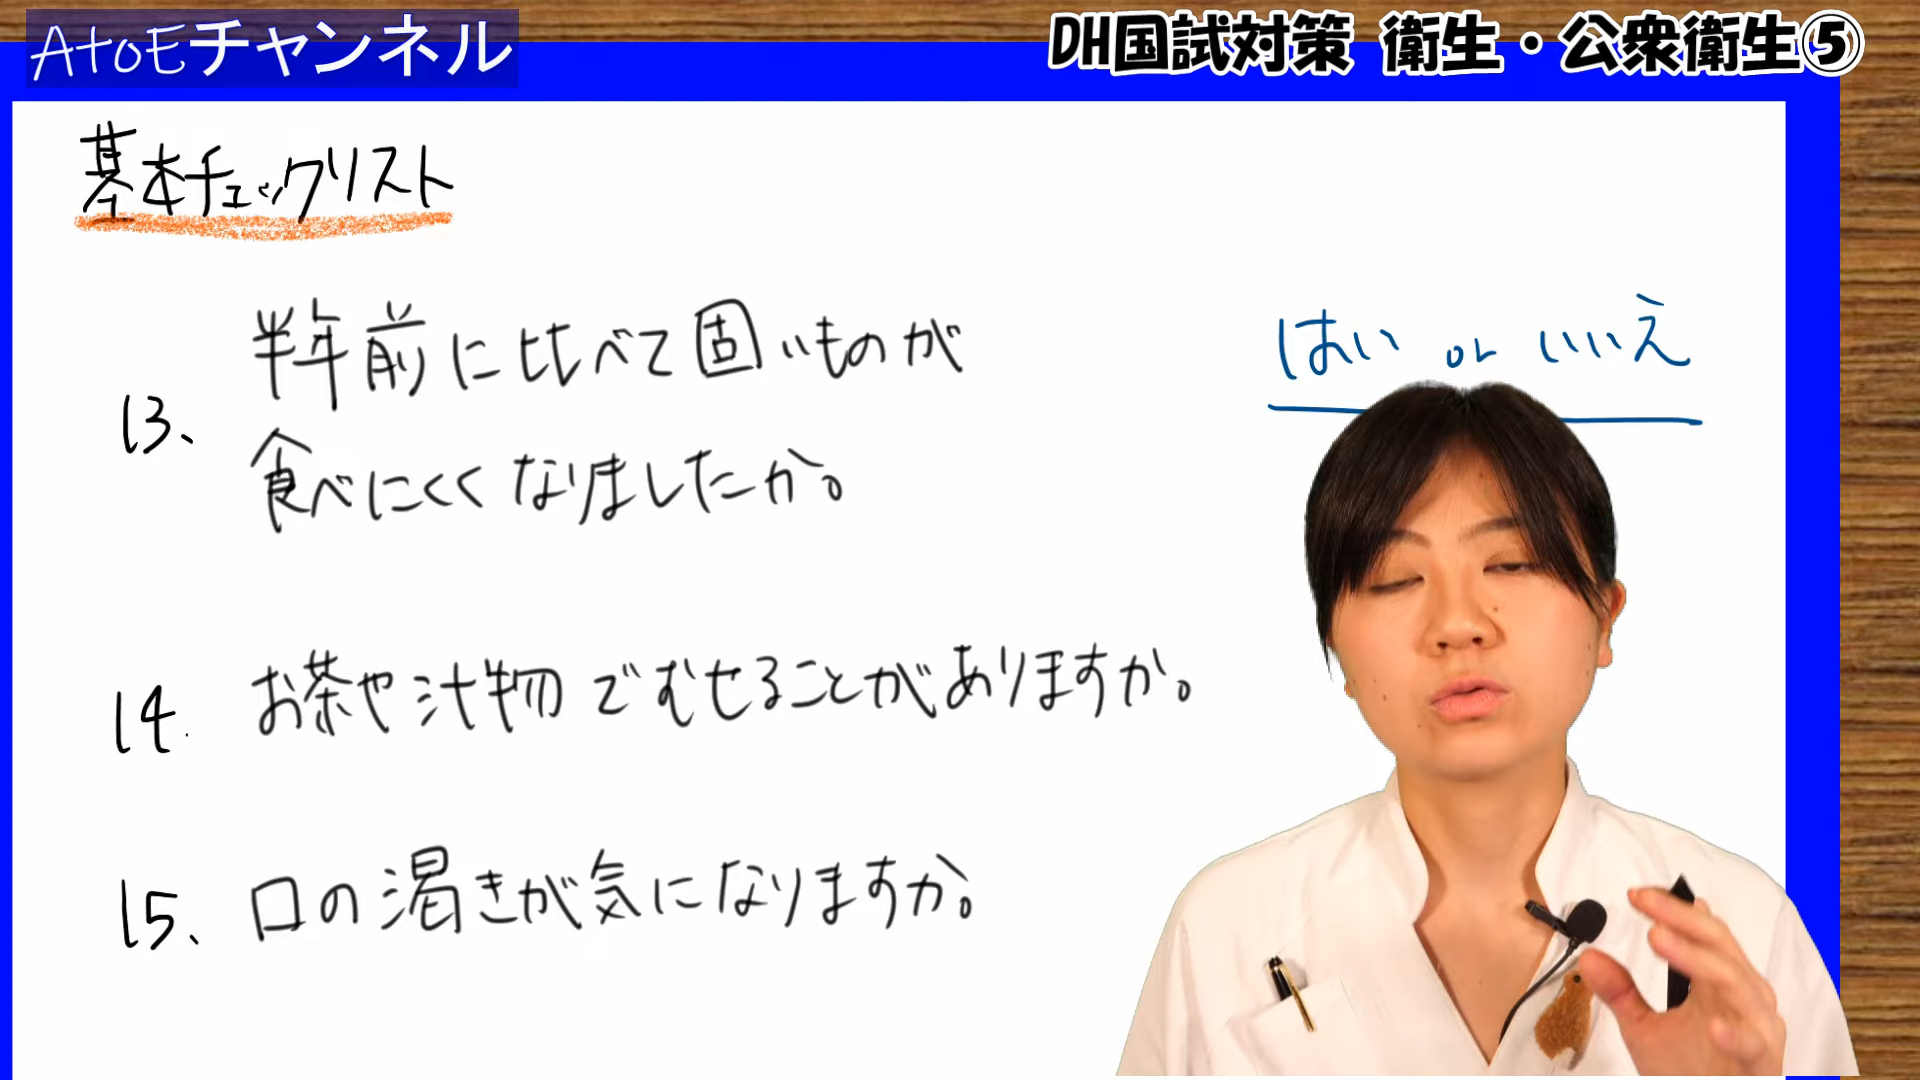 AtoEチャンネル
DH国試対策 衛生・公衆衛生⑤
基本チェックリスト
はい or いいえ
13、
半年前に比べて固いものが
食べにくくなりましたか。
14.
お茶や汁物でむせることがありますか。
15、
口の渇きが気になりますか。